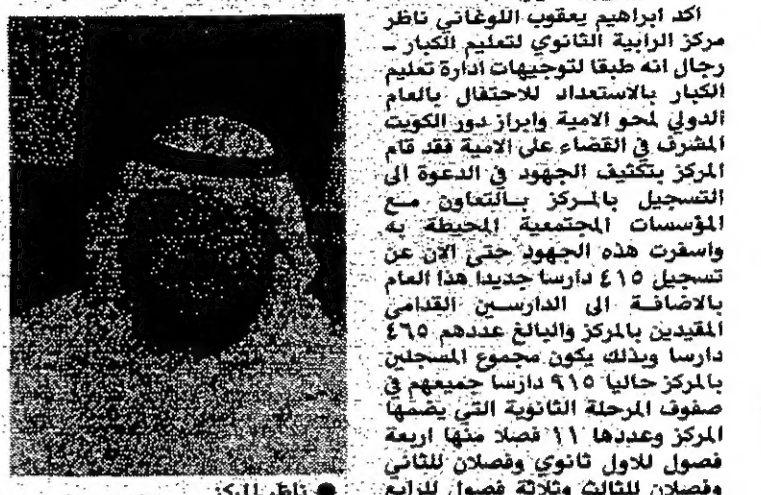 اكد ابراهيم يعقوب اللوغاني ناظر
مركز الرابية الثانوي لتعليم الكبار ـ
رجال انه طبقا لتوجيهات ادارة تعليم
الكبار بالاستعداد للاحتفال بالعام
الدولي لمحو الامية وابراز دور الكويت
المشرف في القضاء على الامية فقد قام
المركز بتكثيف الجهود في الدعوة الى
التسجيل بالمركز بالتعاون مع
المؤسسات المجتمعية المحيطة به
واسفرت هذه الجهود حتى الان عن
تسجيل ٤١٥ دارسا جديدا هذا العام
بالاضافة الى الدارسين القدامى
المقيدين بالمركز والبالغ عددهم ٤٦٥
دارسا وبذلك يكون مجموع المسجلين
بالمركز حاليا ٩١٥ دارسا جميعهم في
صفوف المرحلة الثانوية التي يضمها
المركز وعددها ١١ فصلا منها اربعة
فصول للاول ثانوي وفصلان للثاني
وفصلان للثالث وثلاثة فصول للرابع
● ناظر المركز